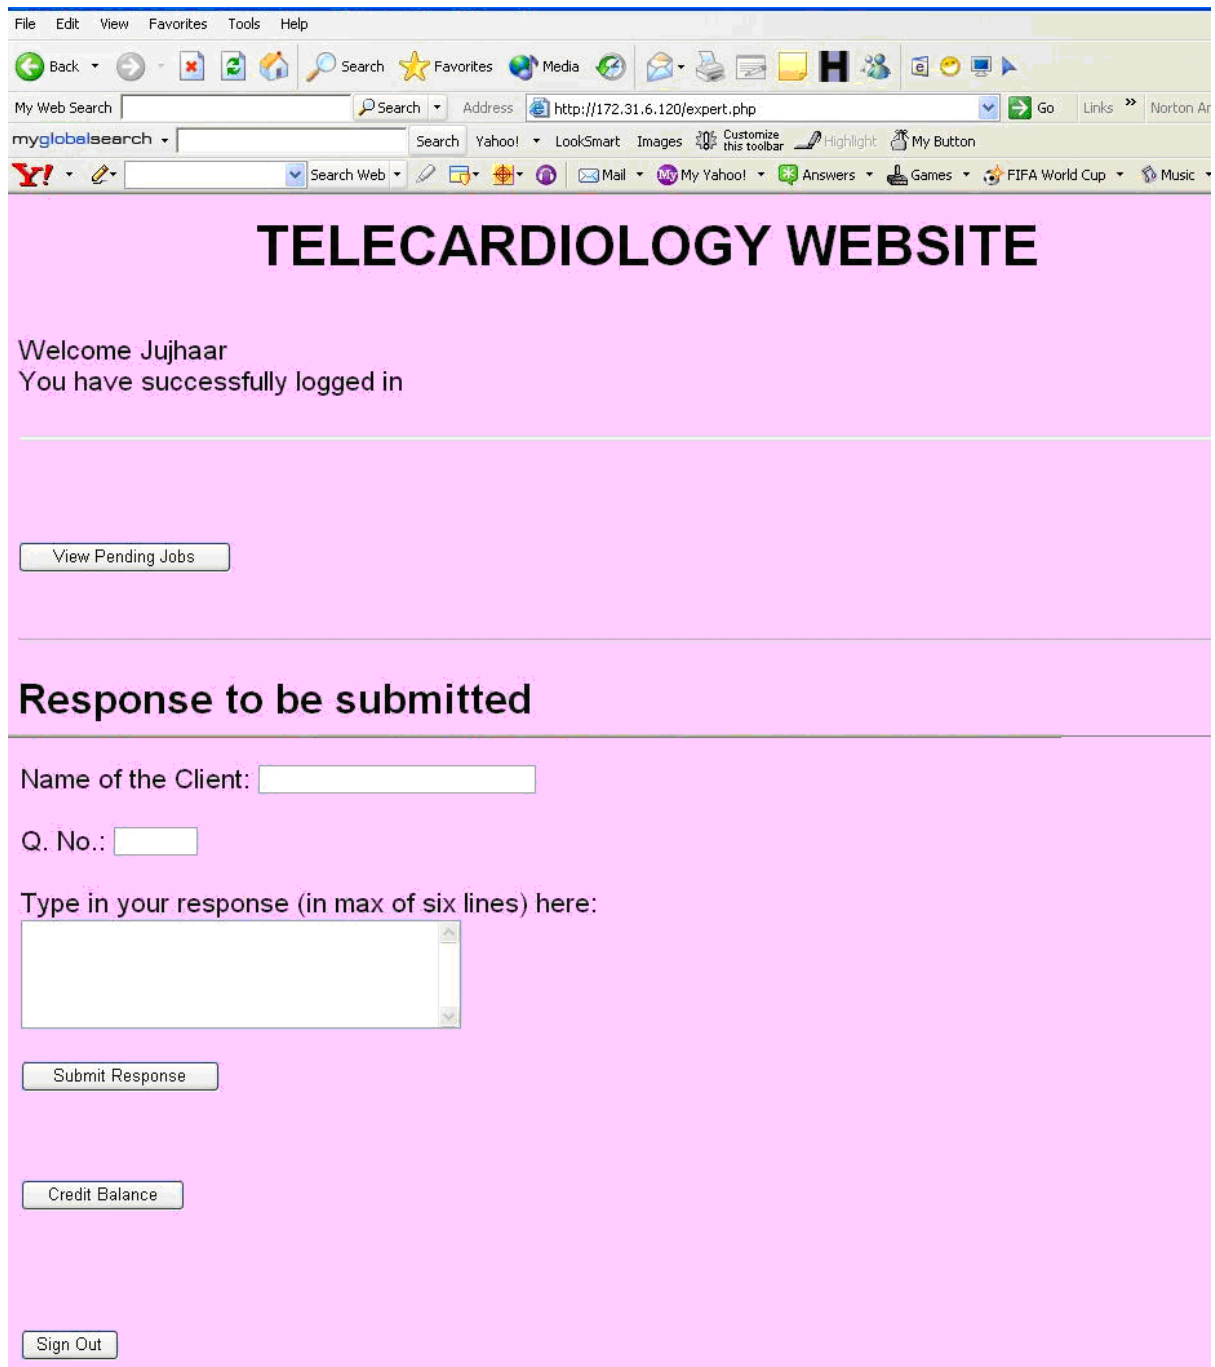 File Edit View Favorites Tools Help
Back Search Favorites Media
My Web Search Search Address http://172.31.6.120/expert.php Go Links » Norton
myglobalsearch Search Yahoo! LookSmart Images Customize this toolbar Highlight My Button
Y! Search Web Mail My Yahoo! Answers Games FIFA World Cup Music
TELECARDIOLOGY WEBSITE
Welcome Jujhaar
You have successfully logged in
View Pending Jobs
Response to be submitted
Name of the Client:
Q. No.:
Type in your response (in max of six lines) here:
Submit Response
Credit Balance
Sign Out